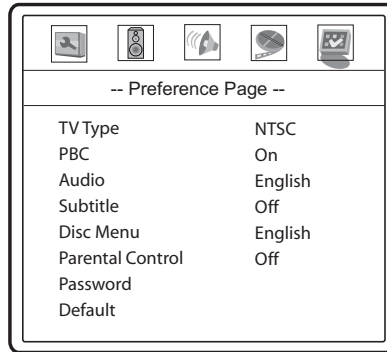 -- Preference Page --
TV Type NTSC
PBC On
Audio English
Subtitle Off
Disc Menu English
Parental Control Off
Password
Default